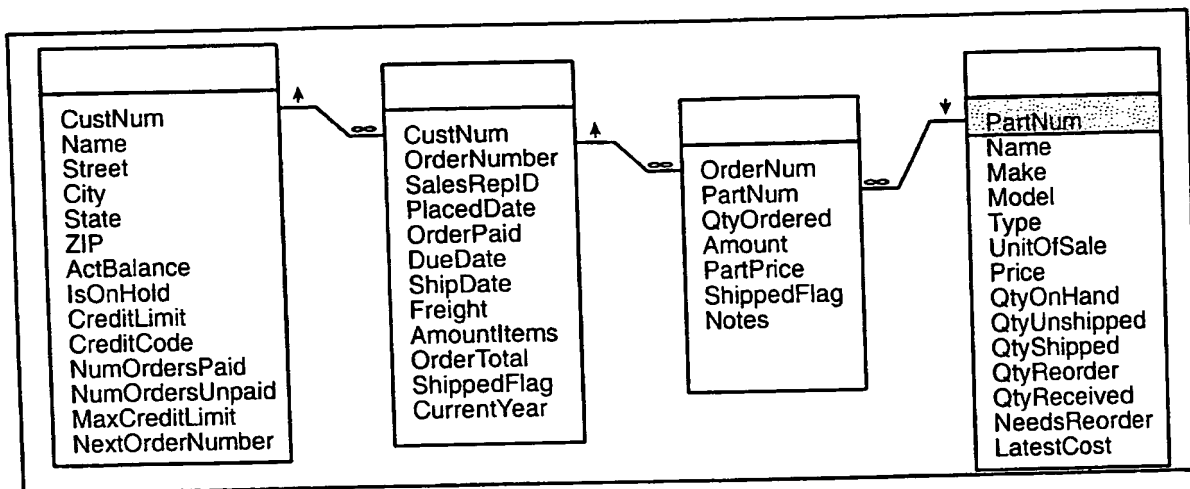 CustNum
Name
Street
City
State
ZIP
ActBalance
IsOnHold
CreditLimit
CreditCode
NumOrdersPaid
NumOrdersUnpaid
MaxCreditLimit
NextOrderNumber
∞
CustNum
OrderNumber
SalesRepID
PlacedDate
OrderPaid
DueDate
ShipDate
Freight
AmountItems
OrderTotal
ShippedFlag
CurrentYear
∞
OrderNum
PartNum
QtyOrdered
Amount
PartPrice
ShippedFlag
Notes
∞
PartNum
Name
Make
Model
Type
UnitOfSale
Price
QtyOnHand
QtyUnshipped
QtyShipped
QtyReorder
QtyReceived
NeedsReorder
LatestCost